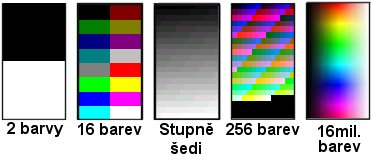 2 barvy
16 barev
Stupně
šedi
256 barev
16mil.
barev